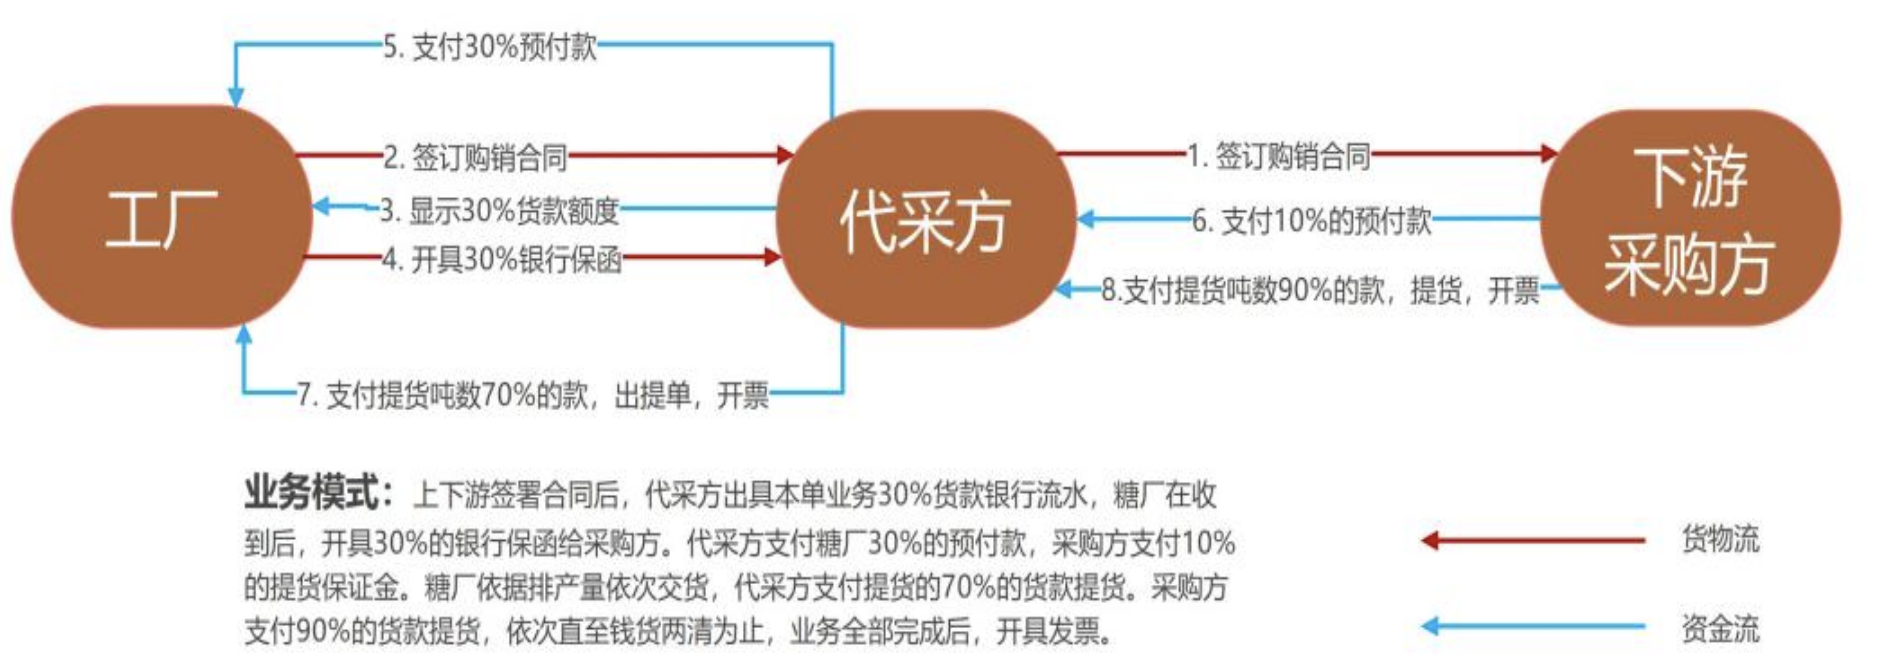 5. 支付30%预付款
2. 签订购销合同
1. 签订购销合同
工厂
3. 显示30%货款额度
代采方
6. 支付10%的预付款
下游
采购方
4. 开具30%银行保函
8.支付提货吨数90%的款，提货，开票
7. 支付提货吨数70%的款，出提单，开票
业务模式：上下游签署合同后，代采方出具本单业务30%货款银行流水，糖厂在收
到后，开具30%的银行保函给采购方。代采方支付糖厂30%的预付款，采购方支付10%
的提货保证金。糖厂依据排产量依次交货，代采方支付提货的70%的货款提货。采购方
支付90%的货款提货，依次直至钱货两清为止，业务全部完成后，开具发票。
货物流
资金流